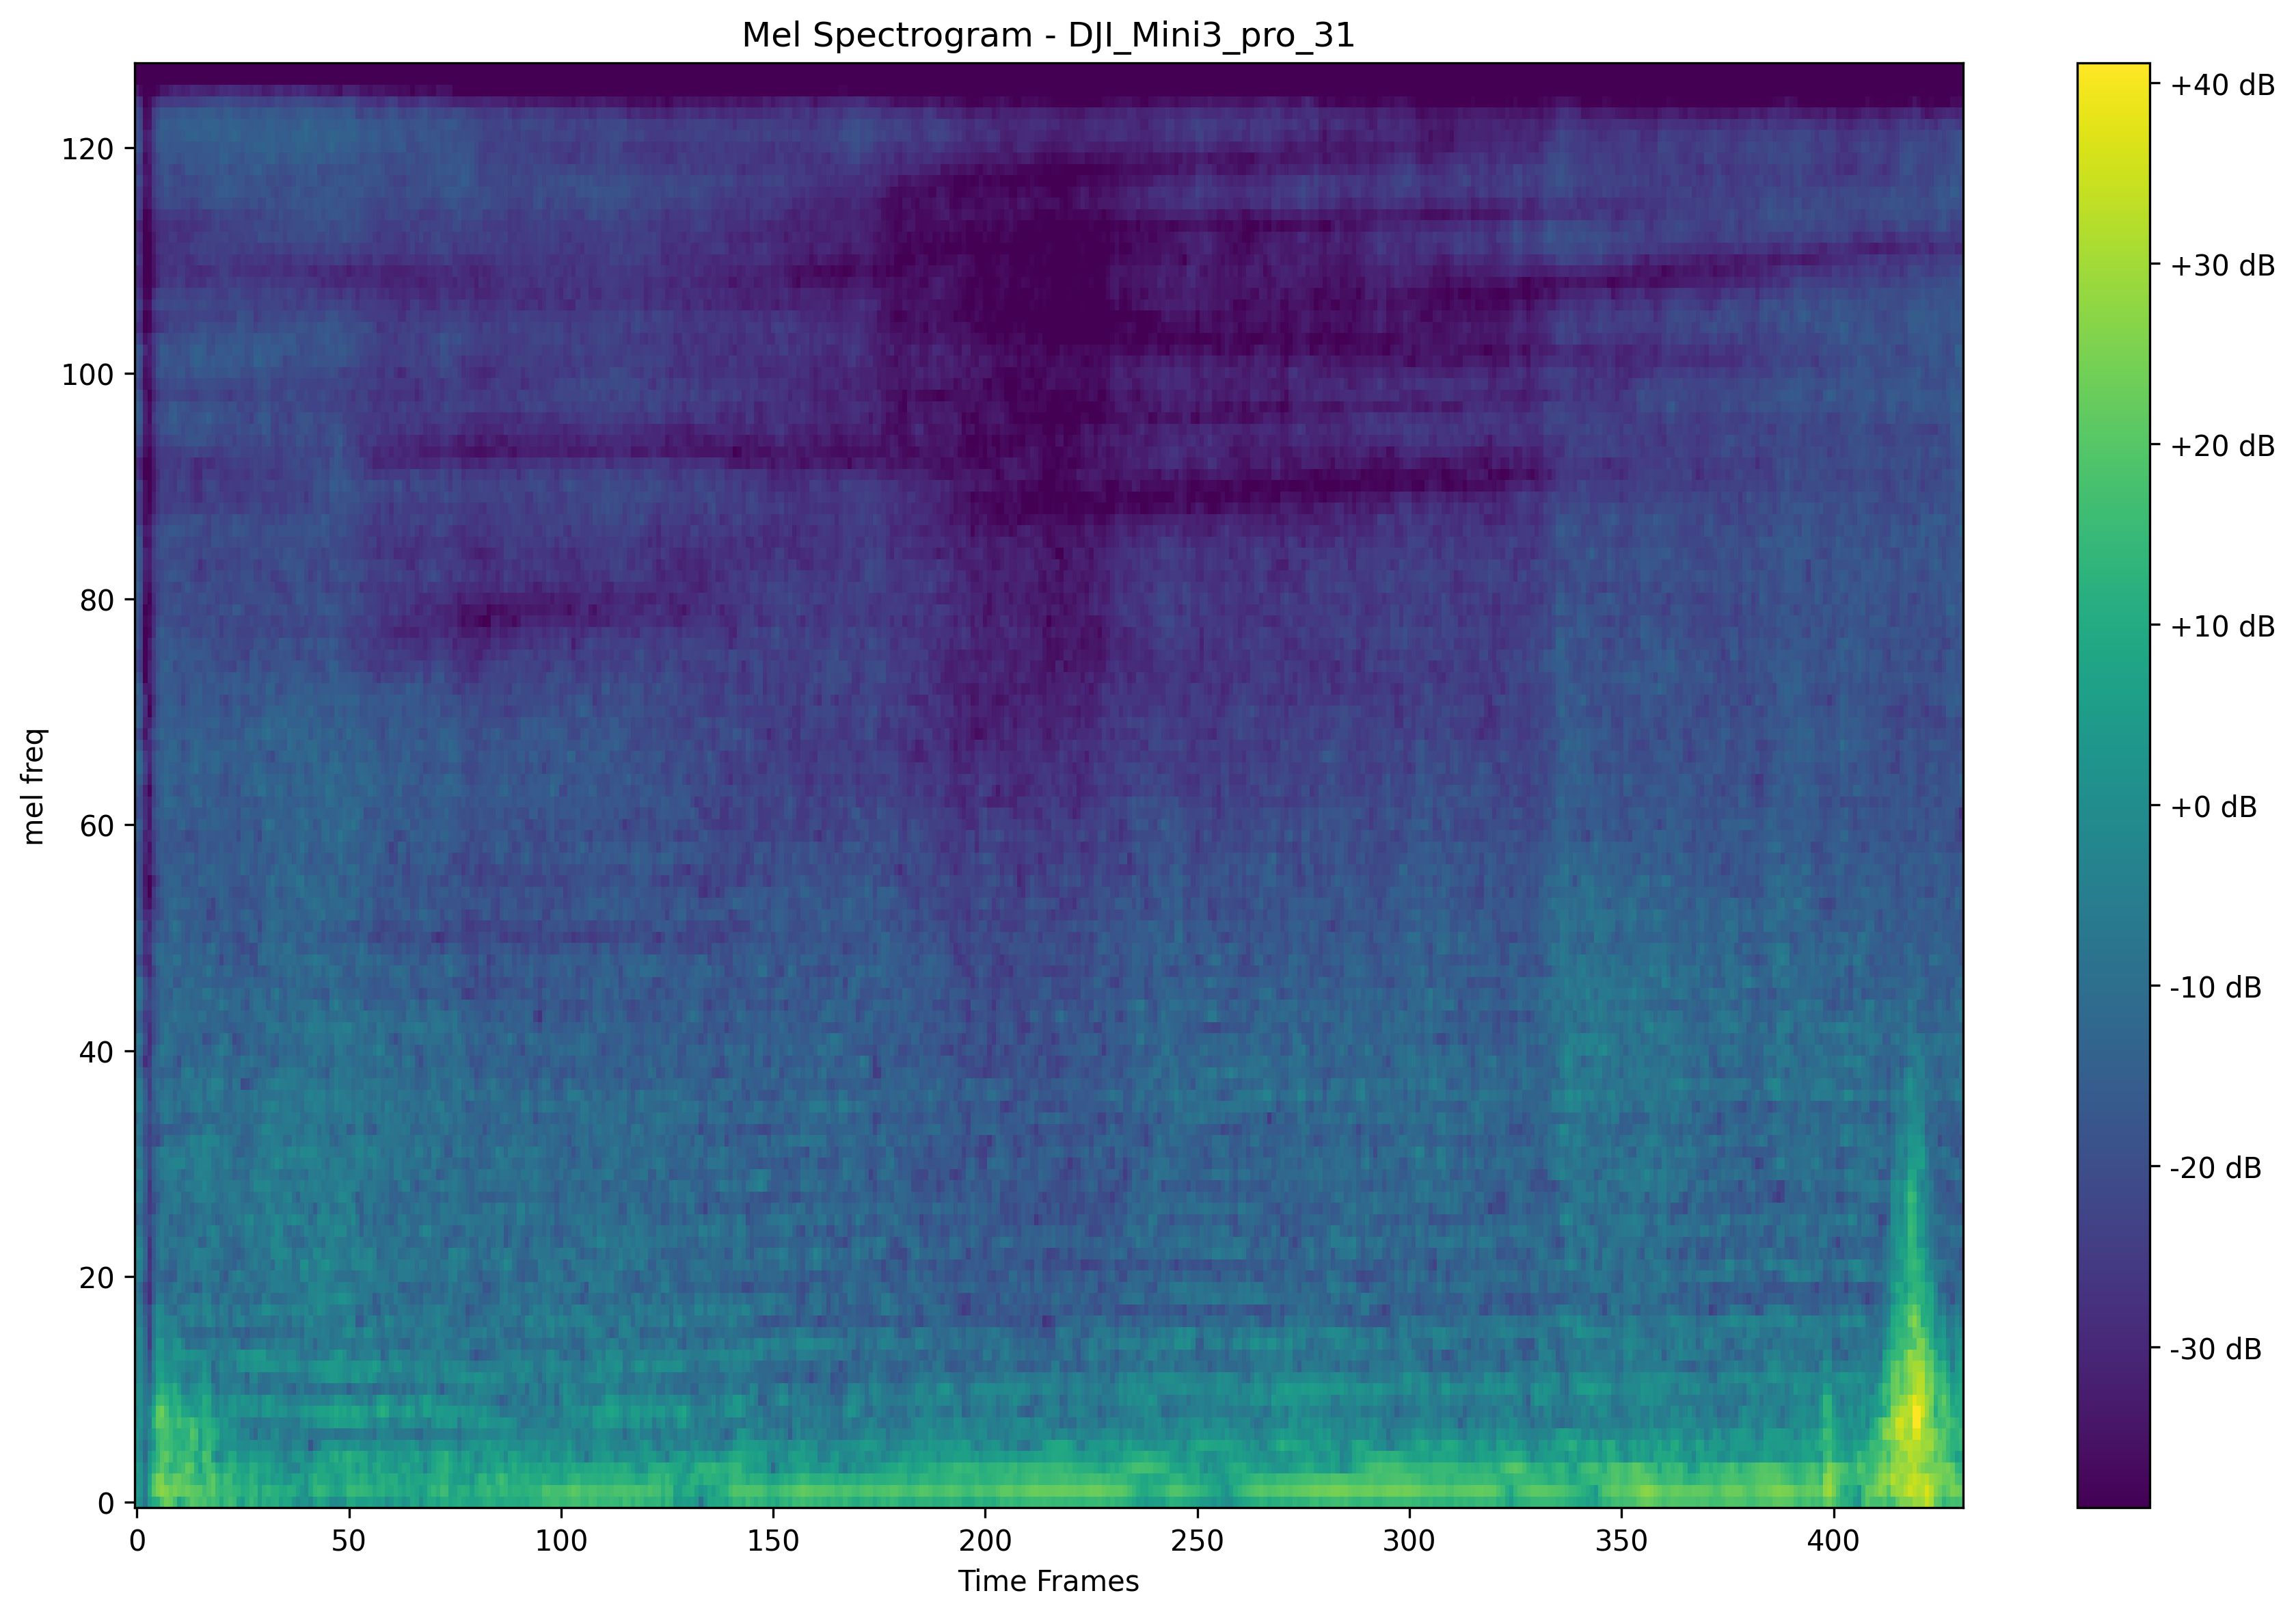 Mel Spectrogram - DJI_Mini3_pro_31
mel freq
120
100
80
60
40
20
0
0 50 100 150 200 250 300 350 400
Time Frames
+40 dB
+30 dB
+20 dB
+10 dB
+0 dB
-10 dB
-20 dB
-30 dB